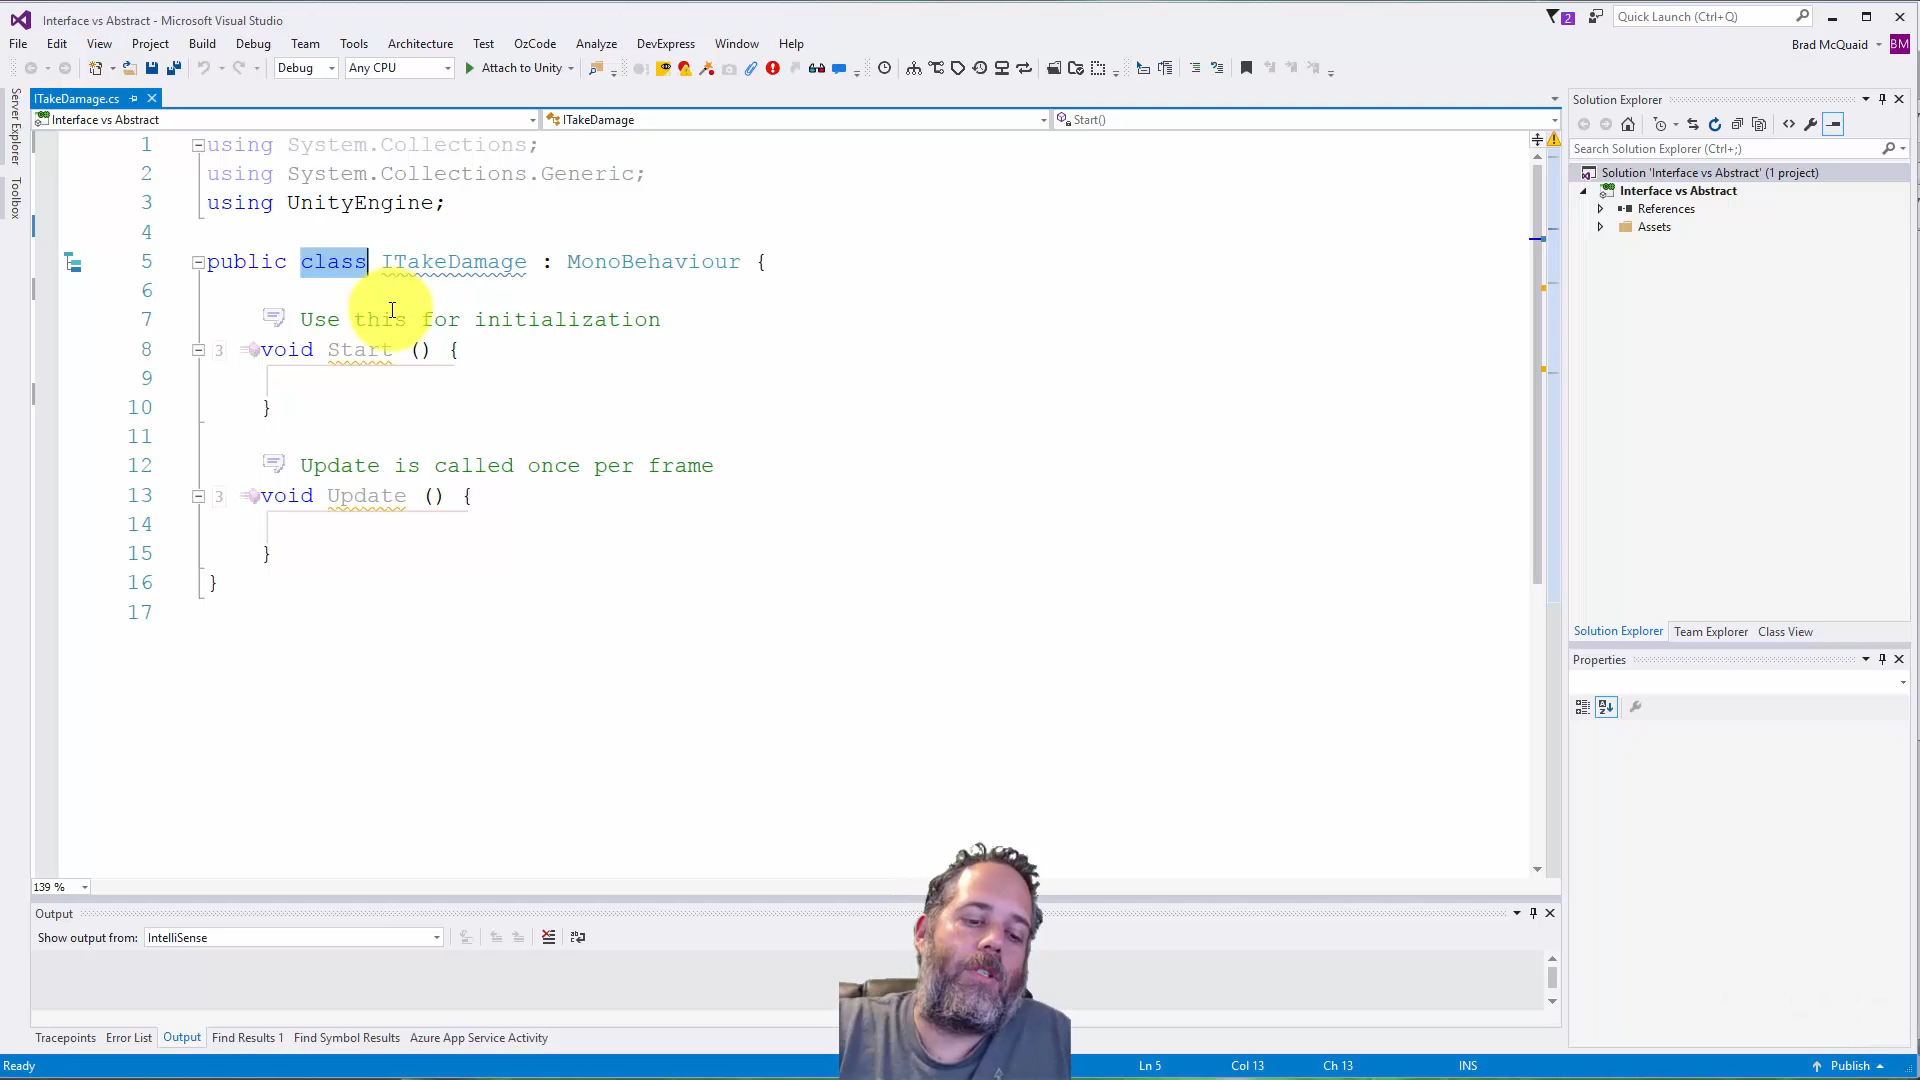 Interface vs Abstract - Microsoft Visual Studio
2
Quick Launch (Ctrl+Q)
File Edit View Project Build Debug Team Tools Architecture Test OzCode Analyze DevExpress Window Help
Brad McQuaid BM
Debug Any CPU Attach to Unity
Server Explorer
Toolbox
ITakeDamage.cs
Interface vs Abstract ITakeDamage Start()
1 using System.Collections;
2 using System.Collections.Generic;
3 using UnityEngine;
4
5 public class ITakeDamage : MonoBehaviour {
6
7 Use this for initialization
8 3 void Start () {
9
10 }
11
12 Update is called once per frame
13 3 void Update () {
14
15 }
16 }
17
139 %
Solution Explorer
Search Solution Explorer (Ctrl+;)
Solution 'Interface vs Abstract' (1 project)
Interface vs Abstract
References
Assets
Solution Explorer Team Explorer Class View
Properties
Output
Show output from: IntelliSense
Tracepoints Error List Output Find Results 1 Find Symbol Results Azure App Service Activity
Ready Ln 5 Col 13 Ch 13 INS Publish